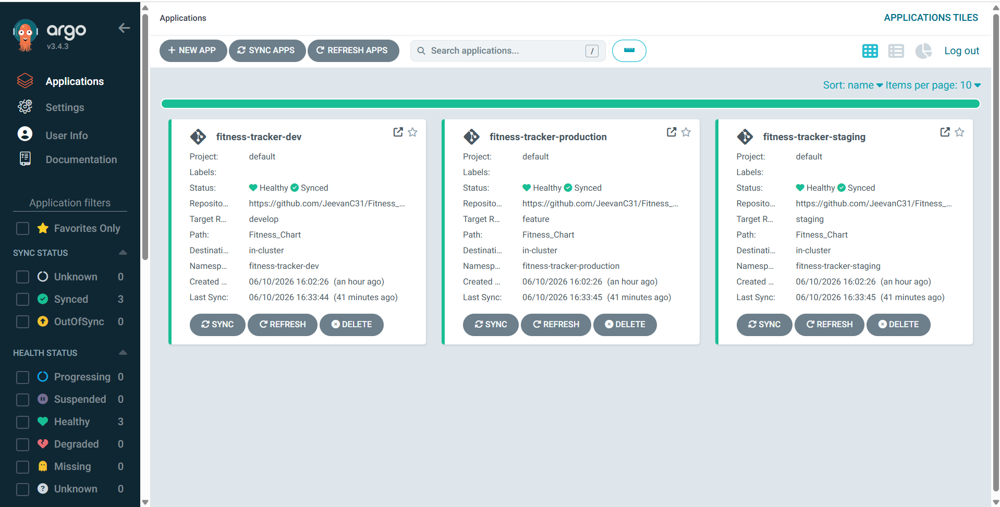 argo
v3.4.3
Applications
Settings
User Info
Documentation
Application filters
Favorites Only
SYNC STATUS
Unknown 0
Synced 3
OutOfSync 0
HEALTH STATUS
Progressing 0
Suspended 0
Healthy 3
Degraded 0
Missing 0
Unknown 0
Applications
APPLICATIONS TILES
NEW APP SYNC APPS REFRESH APPS Search applications... / Log out
Sort: name Items per page: 10
fitness-tracker-dev
Project: default
Labels:
Status: Healthy Synced
Reposito... https://github.com/JeevanC31/Fitness_...
Target R... develop
Path: Fitness_Chart
Destinati... in-cluster
Namesp... fitness-tracker-dev
Created ... 06/10/2026 16:02:26 (an hour ago)
Last Sync: 06/10/2026 16:33:44 (41 minutes ago)
SYNC REFRESH DELETE
fitness-tracker-production
Project: default
Labels:
Status: Healthy Synced
Reposito... https://github.com/JeevanC31/Fitness_...
Target R... feature
Path: Fitness_Chart
Destinati... in-cluster
Namesp... fitness-tracker-production
Created ... 06/10/2026 16:02:26 (an hour ago)
Last Sync: 06/10/2026 16:33:45 (41 minutes ago)
SYNC REFRESH DELETE
fitness-tracker-staging
Project: default
Labels:
Status: Healthy Synced
Reposito... https://github.com/JeevanC31/Fitness_...
Target R... staging
Path: Fitness_Chart
Destinati... in-cluster
Namesp... fitness-tracker-staging
Created ... 06/10/2026 16:02:26 (an hour ago)
Last Sync: 06/10/2026 16:33:45 (41 minutes ago)
SYNC REFRESH DELETE